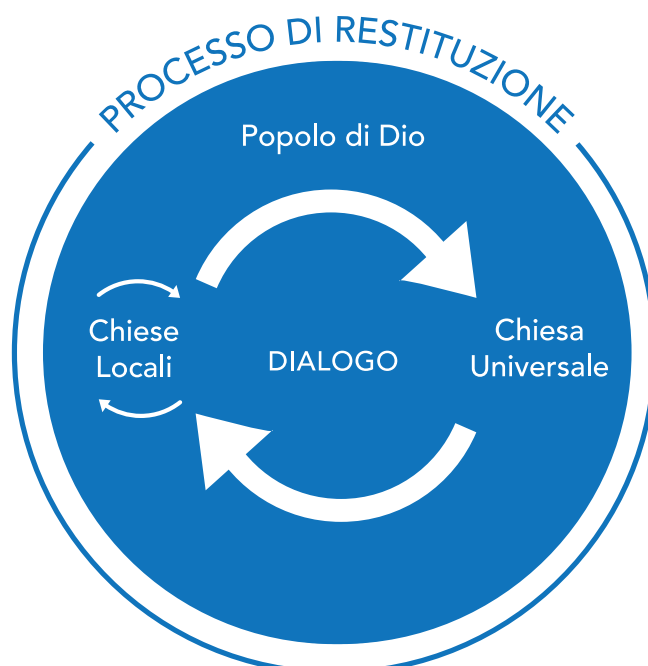 PROCESSO DI RESTITUZIONE
Popolo di Dio
Chiese
Locali
DIALOGO
Chiesa
Universale